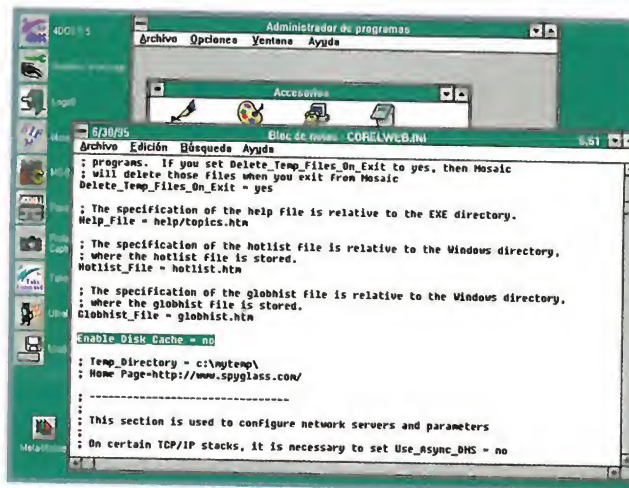 Administrador de programas
Archivo Opciones Ventana Ayuda
Accesorios
6/30/95 Bloc de notas - CORELWEB.INI
Archivo Edición Búsqueda Ayuda
; programs. If you set Delete_Temp_Files_On_Exit to yes, then Mosaic
; will delete those files when you exit from Mosaic
Delete_Temp_Files_On_Exit = yes
; The specification of the help file is relative to the EXE directory.
Help_File = help/topics.htm
; The specification of the hotlist file is relative to the Windows directory,
; where the hotlist file is stored.
Hotlist_File = hotlist.htm
; The specification of the globhist file is relative to the Windows directory,
; where the globhist file is stored.
Globhist_File = globhist.htm
Enable_Disk_Cache = no
; Temp_Directory = c:\mytemp\
; Home Page=http://www.spyglass.com/
; --------------------------------
;
; This section is used to configure network servers and parameters
;
; On certain TCP/IP stacks, it is necessary to set Use_Async_DNS = no